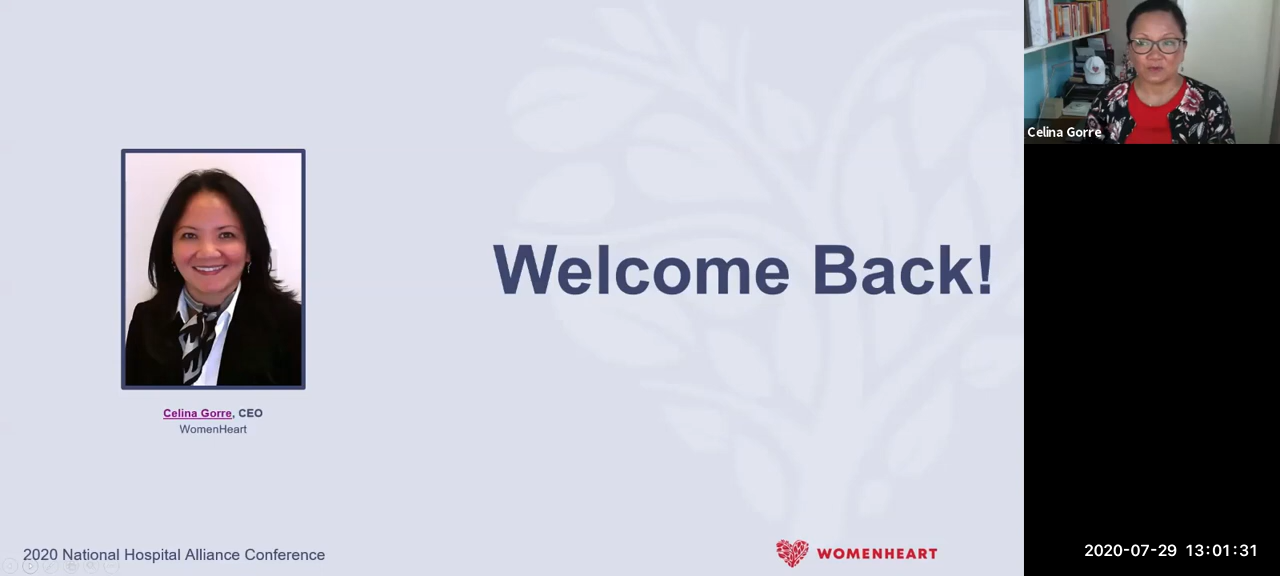 Welcome Back!
Celina Gorre, CEO
WomenHeart
2020 National Hospital Alliance Conference
WOMENHEART
Celina Gorre
2020-07-29 13:01:31